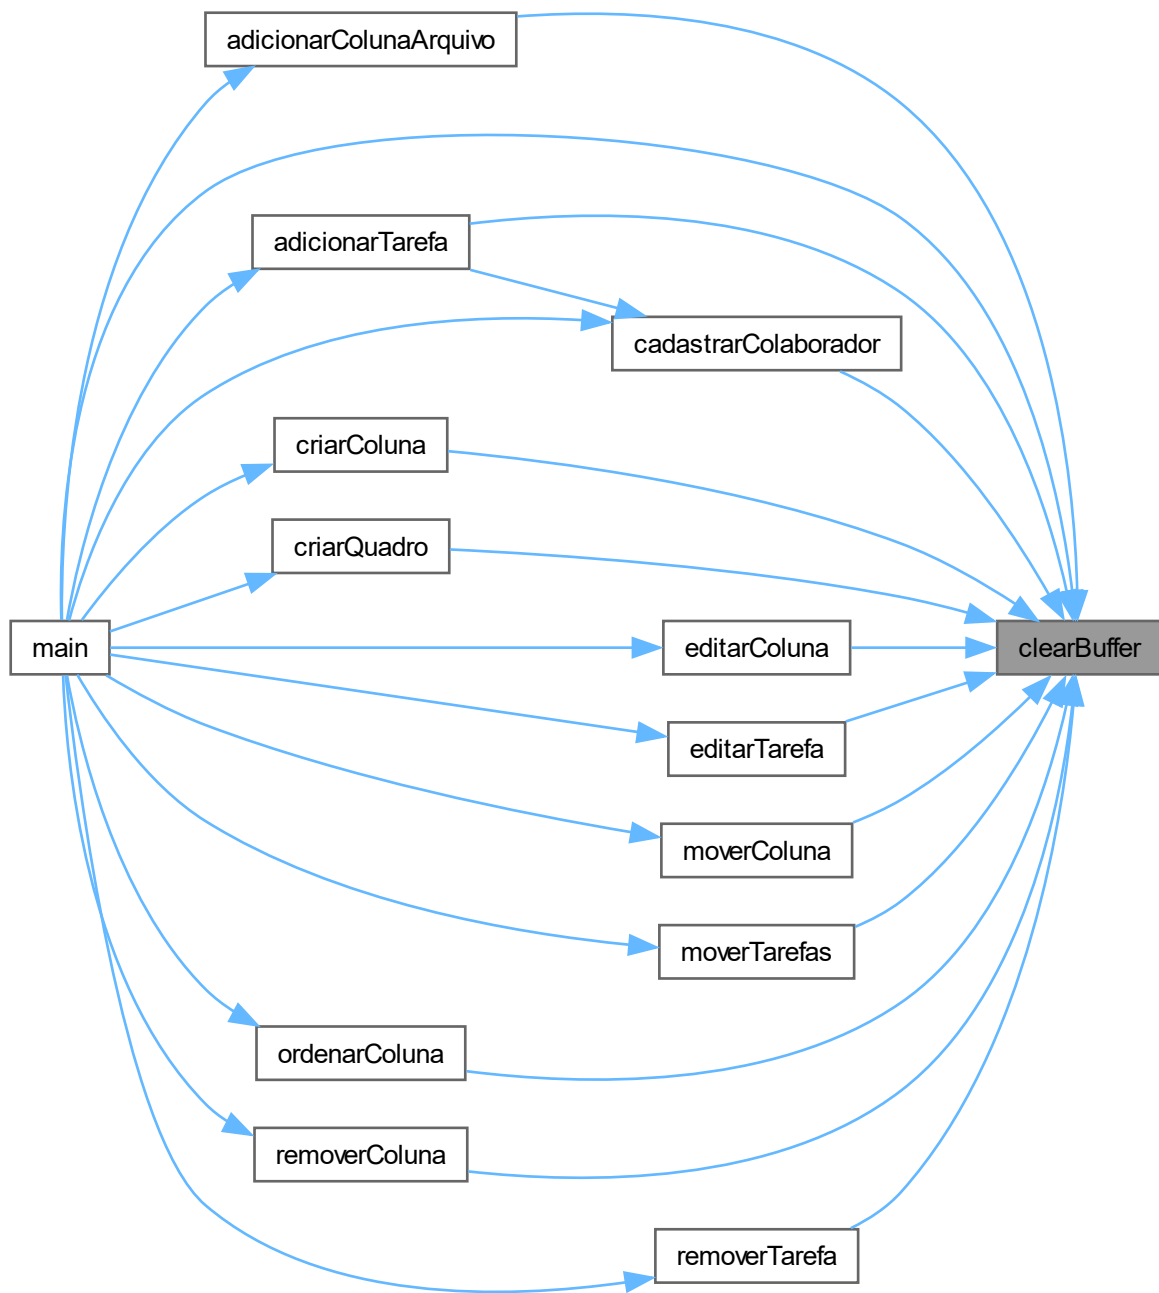 adicionarColunaArquivo
adicionarTarefa
cadastrarColaborador
criarColuna
criarQuadro
main
editarColuna
clearBuffer
editarTarefa
moverColuna
moverTarefas
ordenarColuna
removerColuna
removerTarefa